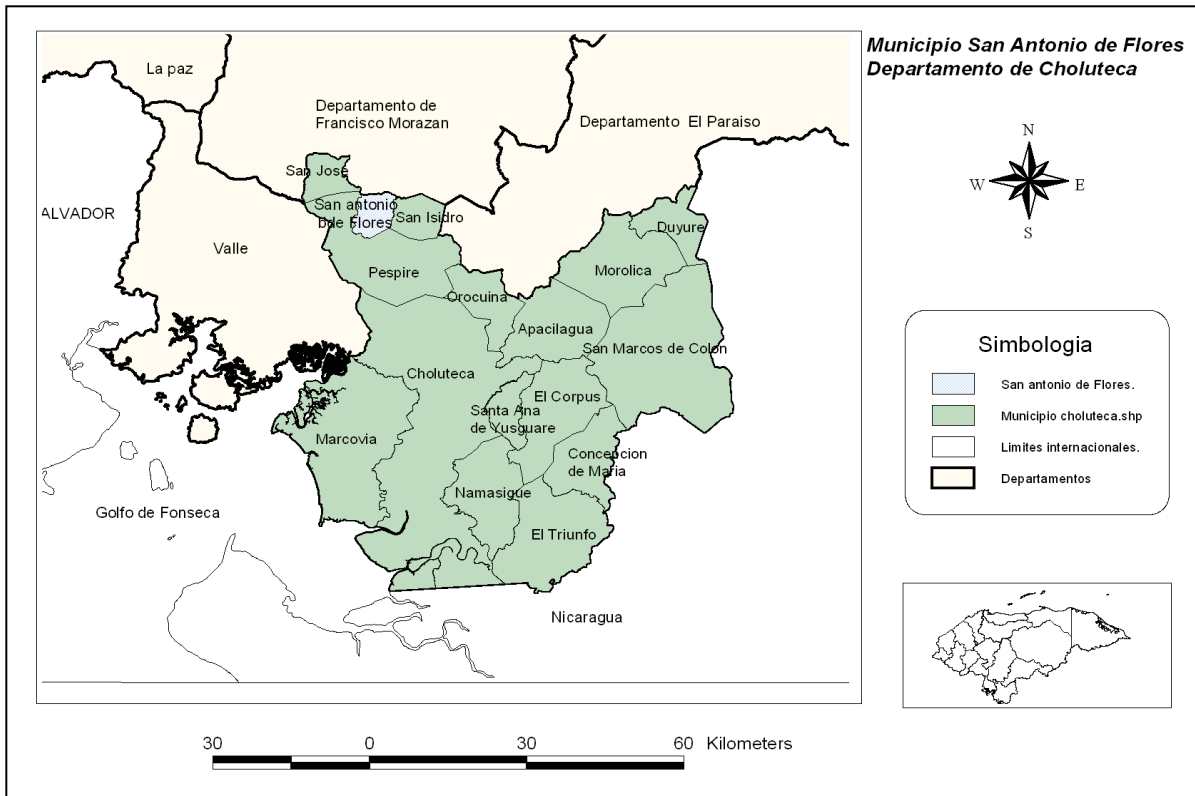 Municipio San Antonio de Flores
Departamento de Choluteca
La paz
Departamento de
Francisco Morazan
Departamento El Paraiso
N
W
E
S
ALVADOR
San José
San antonio
de Flores
San Isidro
Valle
Duyure
Pespire
Morolica
Orocuina
Apacilagua
San Marcos de Colón
Choluteca
El Corpus
Santa Ana
de Yusguare
Marcovia
Concepcion
de Maria
Namasigue
Golfo de Fonseca
El Triunfo
Nicaragua
Simbologia
San antonio de Flores.
Municipio choluteca.shp
Limites internacionales.
Departamentos
30
0
30
60
Kilometers